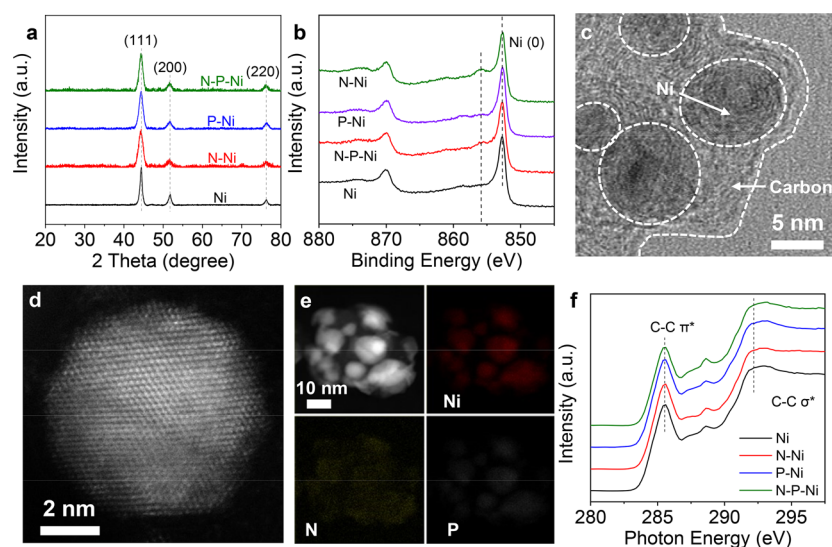 a
Intensity (a.u.)
(111)
(200)
(220)
N-P-Ni
P-Ni
N-Ni
Ni
20 30 40 50 60 70 80
2 Theta (degree)
b
Intensity (a.u.)
Ni (0)
N-Ni
P-Ni
N-P-Ni
Ni
880 870 860 850
Binding Energy (eV)
c
Ni
Carbon
5 nm
d
2 nm
e
10 nm
Ni
N
P
f
Intensity (a.u.)
C-C π*
C-C σ*
Ni
N-Ni
P-Ni
N-P-Ni
280 285 290 295
Photon Energy (eV)